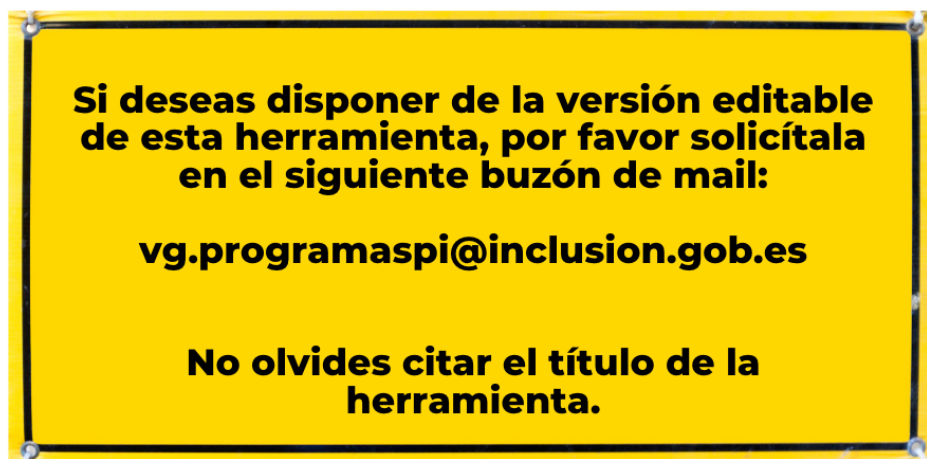 Si deseas disponer de la versión editable
de esta herramienta, por favor solicítala
en el siguiente buzón de mail:
vg.programaspi@inclusion.gob.es
No olvides citar el título de la
herramienta.